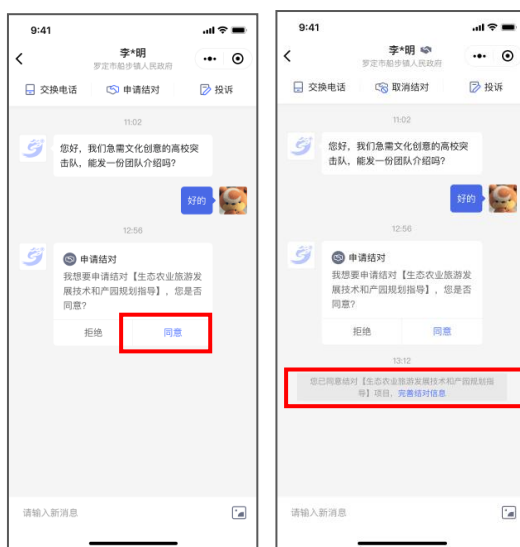 9:41
李*明
罗定市船步镇人民政府
交换电话
申请结对
投诉
11:02
您好，我们急需文化创意的高校突
击队，能发一份团队介绍吗?
好的
12:56
申请结对
我想要申请结对【生态农业旅游发
展技术和产园规划指导】，您是否
同意?
拒绝
同意
请输入新消息
9:41
李*明
罗定市船步镇人民政府
交换电话
取消结对
投诉
11:02
您好，我们急需文化创意的高校突
击队，能发一份团队介绍吗?
好的
12:56
申请结对
我想要申请结对【生态农业旅游发
展技术和产园规划指导】，您是否
同意?
拒绝
同意
13:12
您已同意结对【生态农业旅游发展技术和产园规划指
导】项目，完善结对信息
请输入新消息